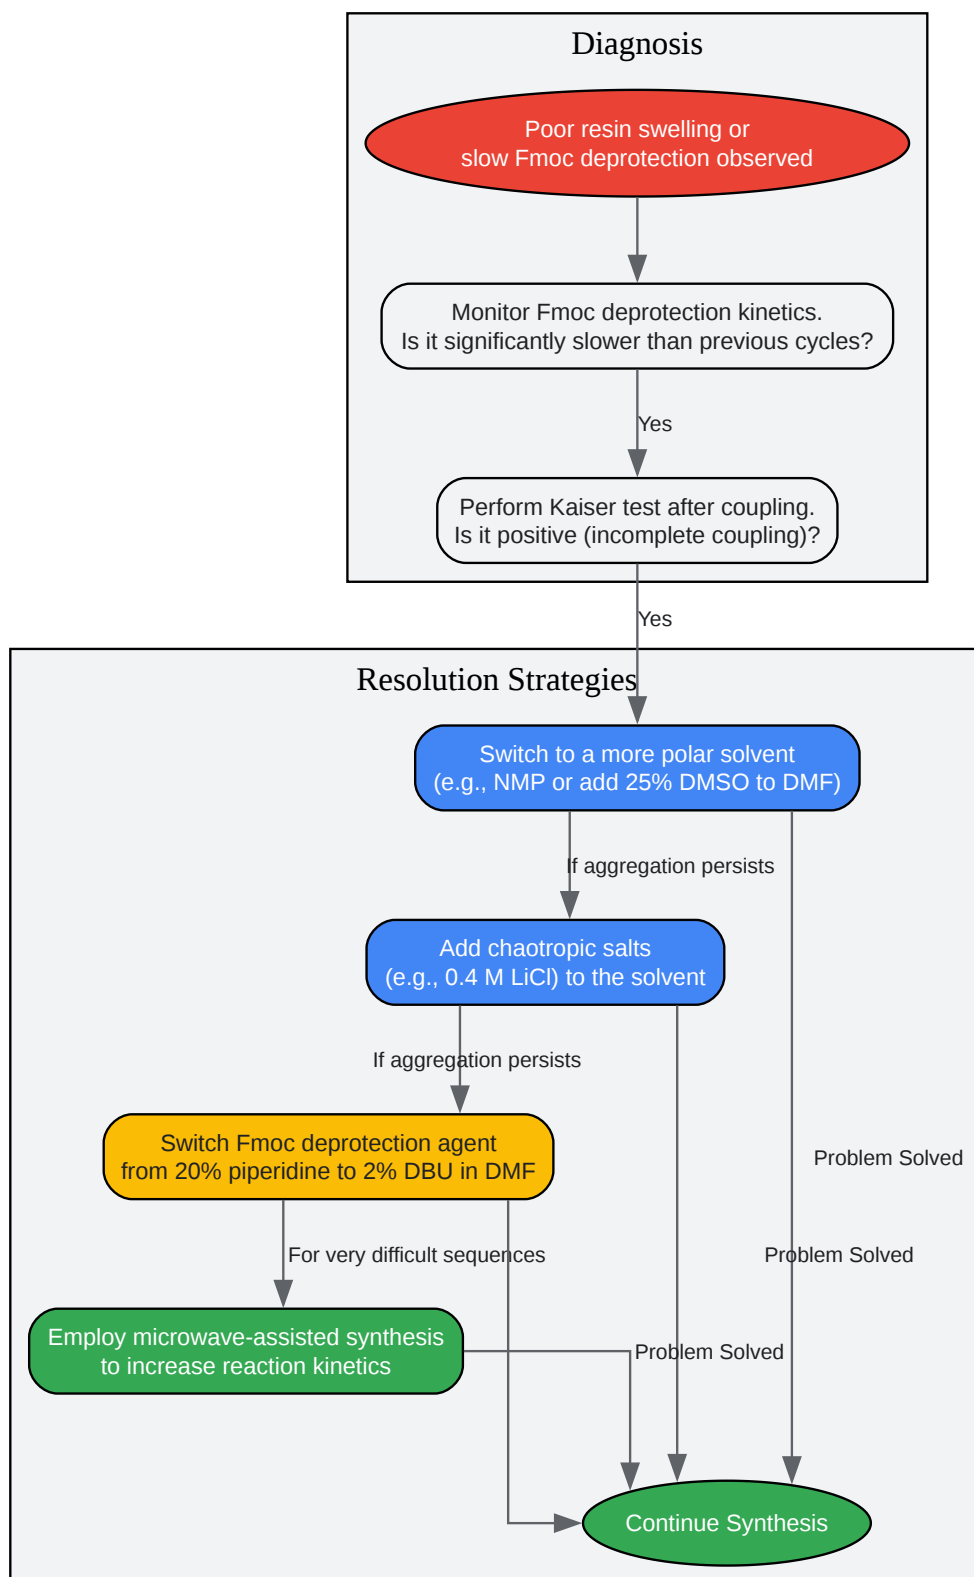 Diagnosis
Poor resin swelling or
slow Fmoc deprotection observed
Monitor Fmoc deprotection kinetics.
Is it significantly slower than previous cycles?
Yes
Perform Kaiser test after coupling.
Is it positive (incomplete coupling)?
Yes
Resolution Strategies
Switch to a more polar solvent
(e.g., NMP or add 25% DMSO to DMF)
If aggregation persists
Add chaotropic salts
(e.g., 0.4 M LiCl) to the solvent
If aggregation persists
Switch Fmoc deprotection agent
from 20% piperidine to 2% DBU in DMF
Problem Solved
For very difficult sequences
Problem Solved
Employ microwave-assisted synthesis
to increase reaction kinetics
Problem Solved
Continue Synthesis